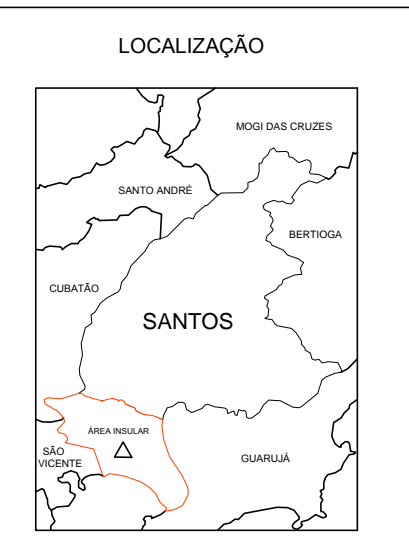 LOCALIZAÇÃO
MOGI DAS CRUZES
SANTO ANDRÉ
BERTIOGA
CUBATÃO
SANTOS
ÁREA INSULAR
SÃO
VICENTE
GUARUJÁ